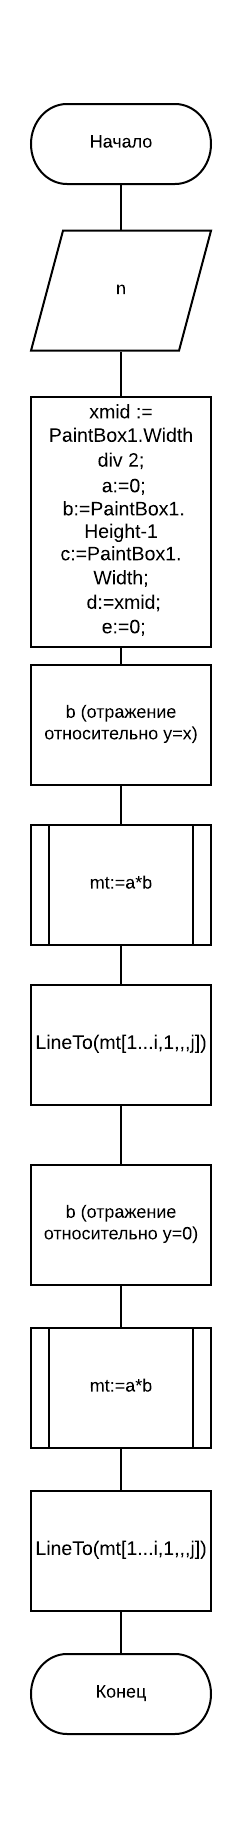 Начало
n
xmid :=
PaintBox1.Width
div 2;
a:=0;
b:=PaintBox1.
Height-1
c:=PaintBox1.
Width;
d:=xmid;
e:=0;
b (отражение
относительно y=x)
mt:=a*b
LineTo(mt[1...i,1,,,j])
b (отражение
относительно y=0)
mt:=a*b
LineTo(mt[1...i,1,,,j])
Конец